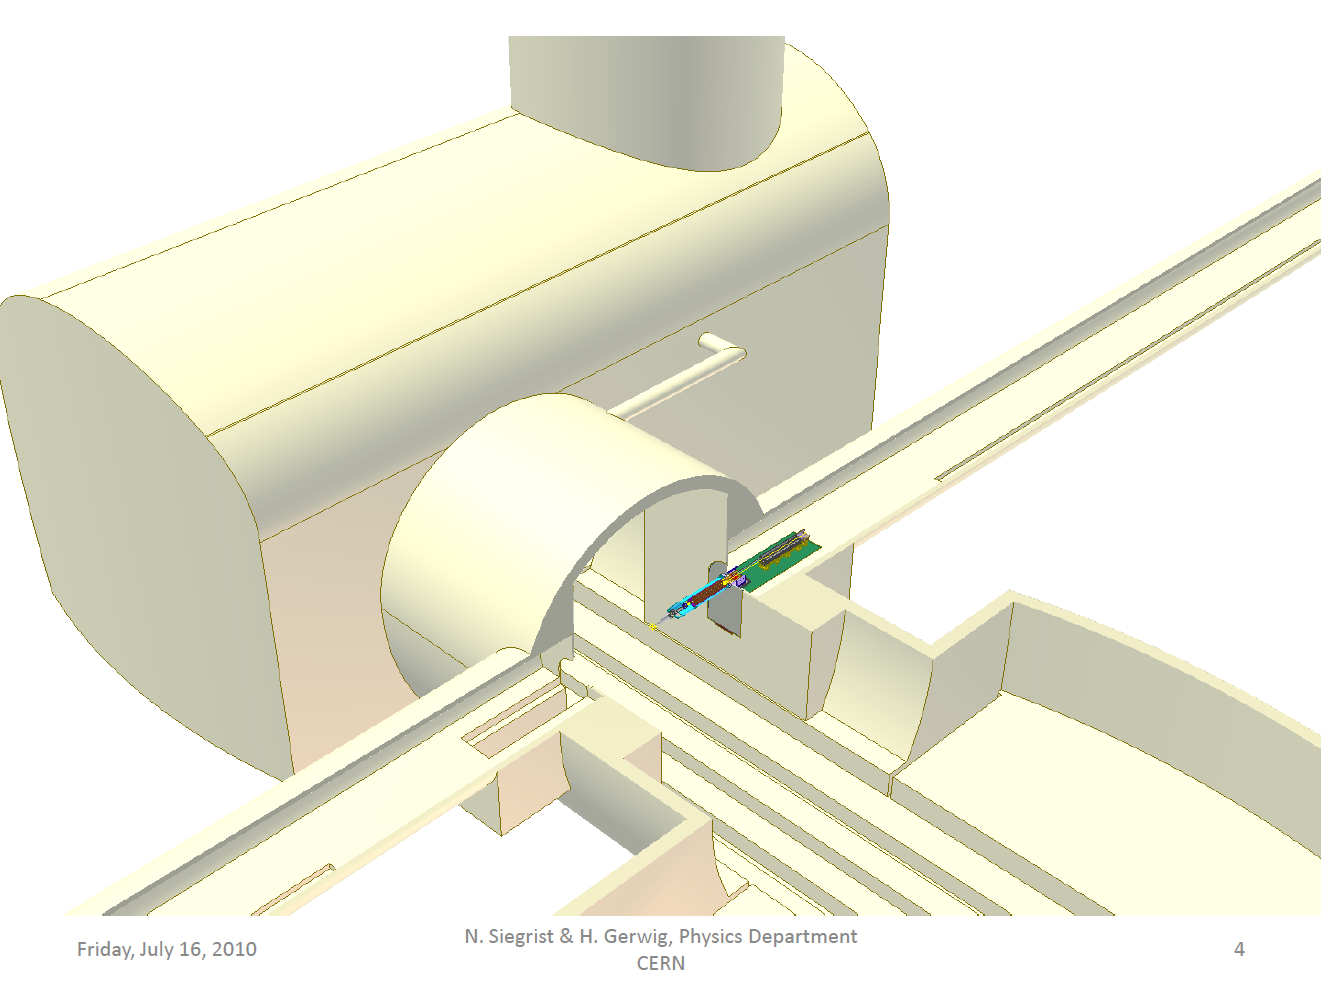 Friday, July 16, 2010
N. Siegrist & H. Gerwig, Physics Department
CERN
4